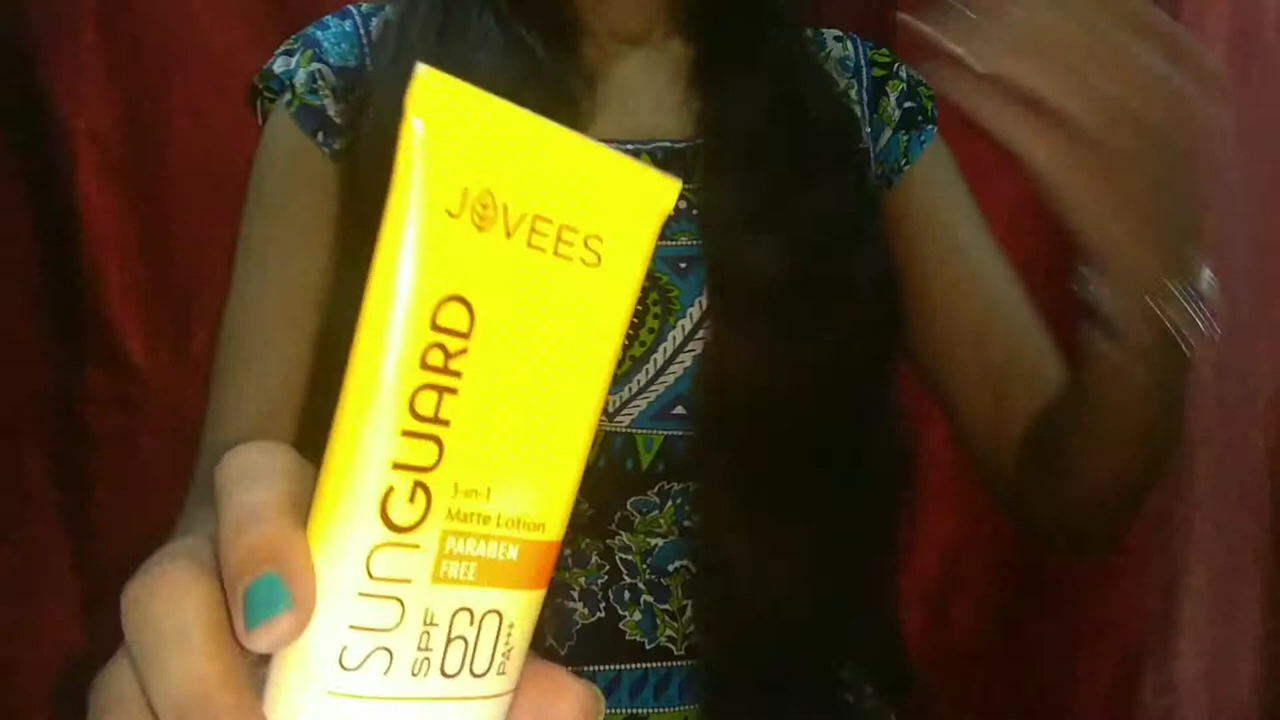 JOVEES
SUNGUARD
3-in-1
Matte Lotion
PARABEN
FREE
SPF 60 PA+++